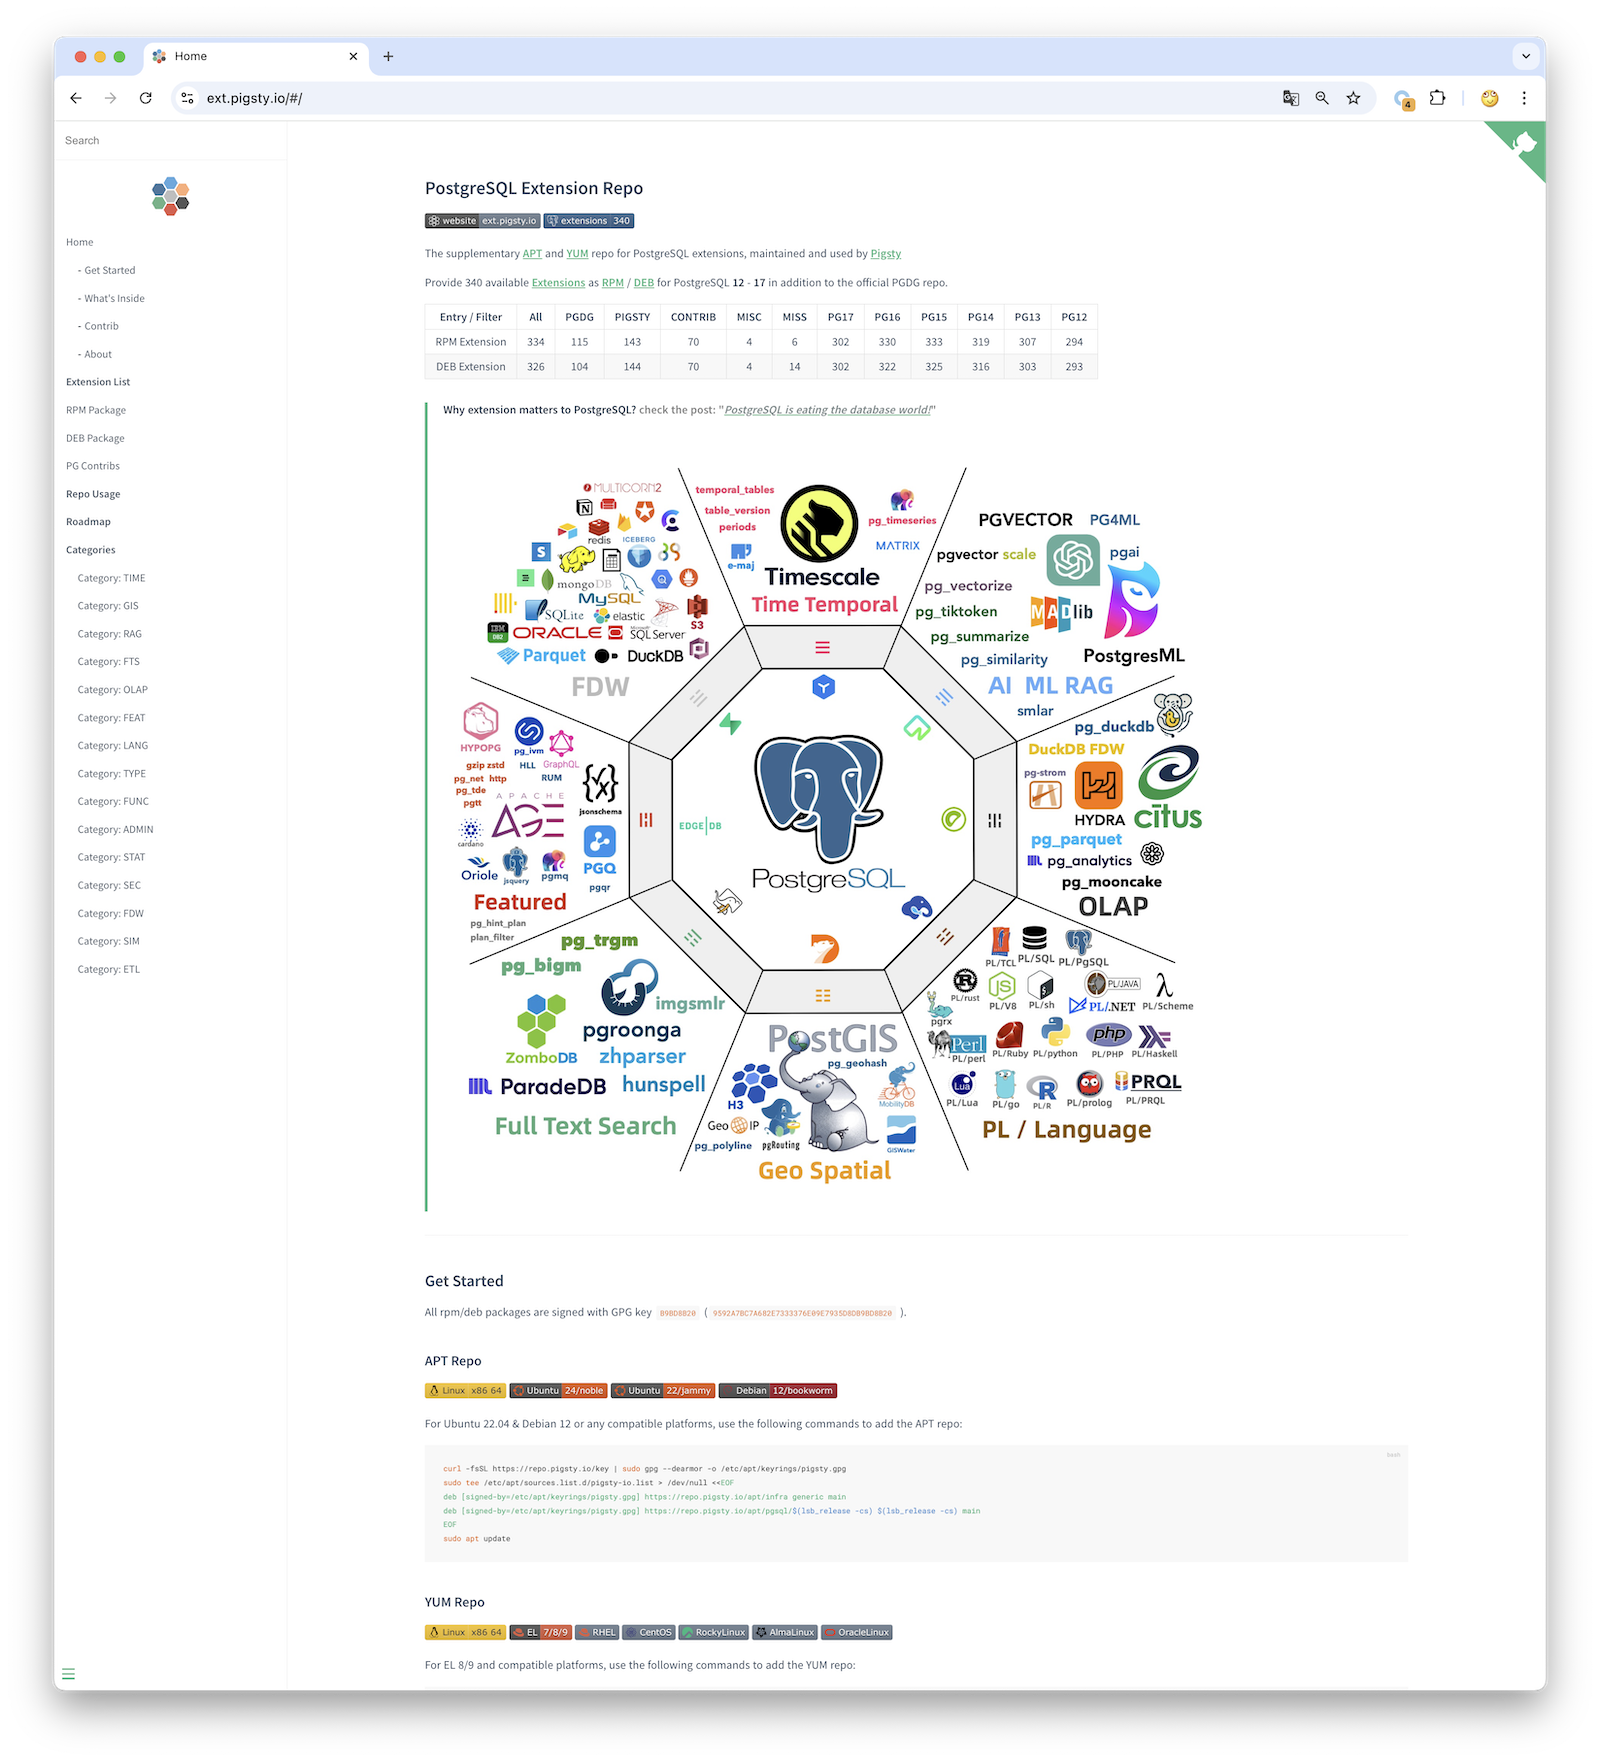 Home
ext.pigsty.io/#/
4
Search
Home
- Get Started
- What's Inside
- Contrib
- About
Extension List
RPM Package
DEB Package
PG Contribs
Repo Usage
Roadmap
Categories
Category: TIME
Category: GIS
Category: RAG
Category: FTS
Category: OLAP
Category: FEAT
Category: LANG
Category: TYPE
Category: FUNC
Category: ADMIN
Category: STAT
Category: SEC
Category: FDW
Category: SIM
Category: ETL
PostgreSQL Extension Repo
website ext.pigsty.io extensions 340
The supplementary APT and YUM repo for PostgreSQL extensions, maintained and used by Pigsty
Provide 340 available Extensions as RPM / DEB for PostgreSQL 12 - 17 in addition to the official PGDG repo.
Entry / Filter All PGDG PIGSTY CONTRIB MISC MISS PG17 PG16 PG15 PG14 PG13 PG12
RPM Extension 334 115 143 70 4 6 302 330 333 319 307 294
DEB Extension 326 104 144 70 4 14 302 322 325 316 303 293
Why extension matters to PostgreSQL? check the post: "PostgreSQL is eating the database world!"
MULTICORN2
redis
ICEBERG
mongoDB
MySQL
SQLite
elastic
S3
IBM
DB2
ORACLE
Microsoft
SQL Server
Parquet
DuckDB
FDW
temporal_tables
table_version
periods
pg_timeseries
e-maj
MATRIX
Timescale
Time Temporal
PGVECTOR PG4ML
pgvector scale
pgai
pg_vectorize
pg_tiktoken
MADlib
pg_summarize
pg_similarity
PostgresML
AI ML RAG
smlar
pg_duckdb
DuckDB FDW
pg-strom
HYDRA
citus
pg_parquet
pg_analytics
pg_mooncake
OLAP
HYPOPG
pg_ivm
GraphQL
gzip zstd
HLL
pg_net http
RUM
pg_tde
pgtt
jsonschema
APACHE
AGE
cardano
Oriole
jsquery
pgmq
PGQ
pgqr
Featured
pg_hint_plan
plan_filter
EDGE|DB
PostgreSQL
pg_trgm
pg_bigm
imgsmlr
pgroonga
ZomboDB
zhparser
ParadeDB
hunspell
Full Text Search
PostGIS
pg_geohash
H3
MobilityDB
GeoIP
pg_polyline
pgRouting
GISWater
Geo Spatial
PL/TCL PL/SQL PL/PgSQL
PL/rust PL/V8 PL/sh PL/JAVA
PL/.NET PL/Scheme
pgrx
Perl
PL/perl PL/Ruby PL/python
php
PL/PHP PL/Haskell
Lua
PL/Lua PL/go
R
PL/R PL/prolog
PRQL
PL/PRQL
PL / Language
Get Started
All rpm/deb packages are signed with GPG key B9BD8B20 ( 9592A7BC7A682E7333376E09E7935D8DB9BD8B20 ).
APT Repo
Linux x86 64 Ubuntu 24/noble Ubuntu 22/jammy Debian 12/bookworm
For Ubuntu 22.04 & Debian 12 or any compatible platforms, use the following commands to add the APT repo:
bash
curl -fsSL https://repo.pigsty.io/key | sudo gpg --dearmor -o /etc/apt/keyrings/pigsty.gpg
sudo tee /etc/apt/sources.list.d/pigsty-io.list > /dev/null <<EOF
deb [signed-by=/etc/apt/keyrings/pigsty.gpg] https://repo.pigsty.io/apt/infra generic main
deb [signed-by=/etc/apt/keyrings/pigsty.gpg] https://repo.pigsty.io/apt/pgsql/$(lsb_release -cs) $(lsb_release -cs) main
EOF
sudo apt update
YUM Repo
Linux x86 64 EL 7/8/9 RHEL CentOS RockyLinux AlmaLinux OracleLinux
For EL 8/9 and compatible platforms, use the following commands to add the YUM repo: